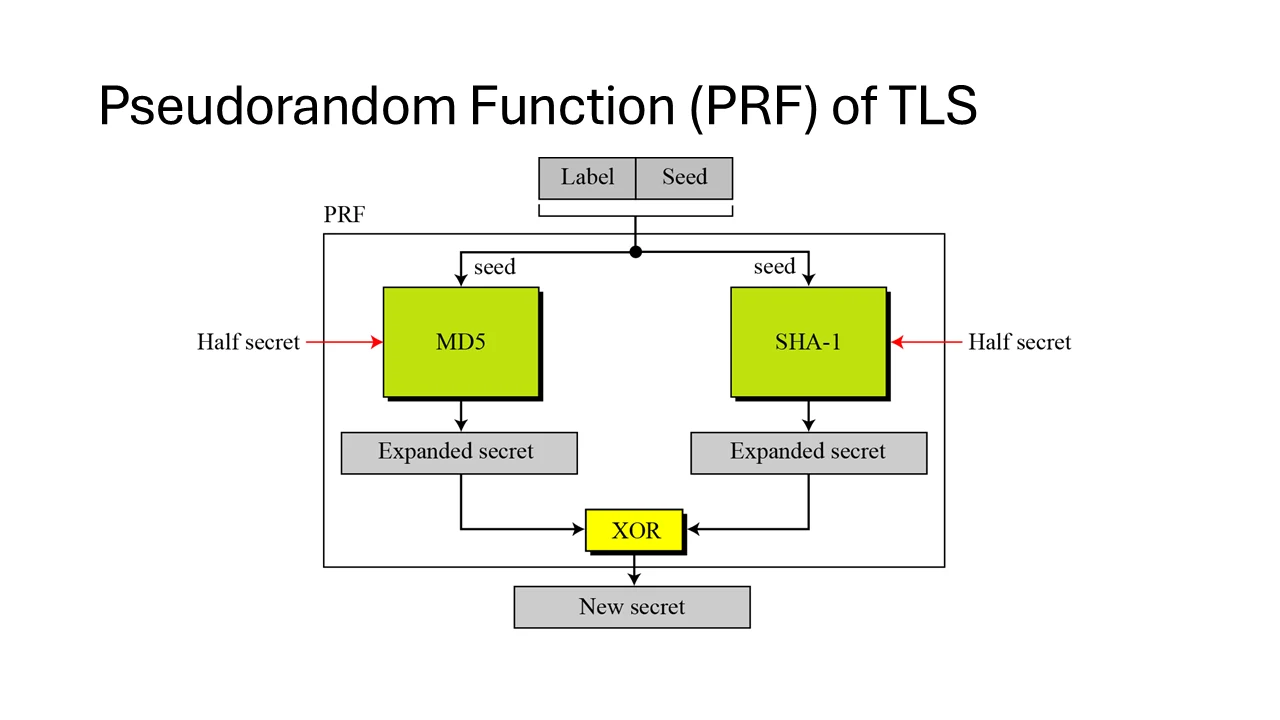 Pseudorandom Function (PRF) of TLS
Label Seed
PRF
seed seed
Half secret MD5 SHA-1 Half secret
Expanded secret Expanded secret
XOR
New secret